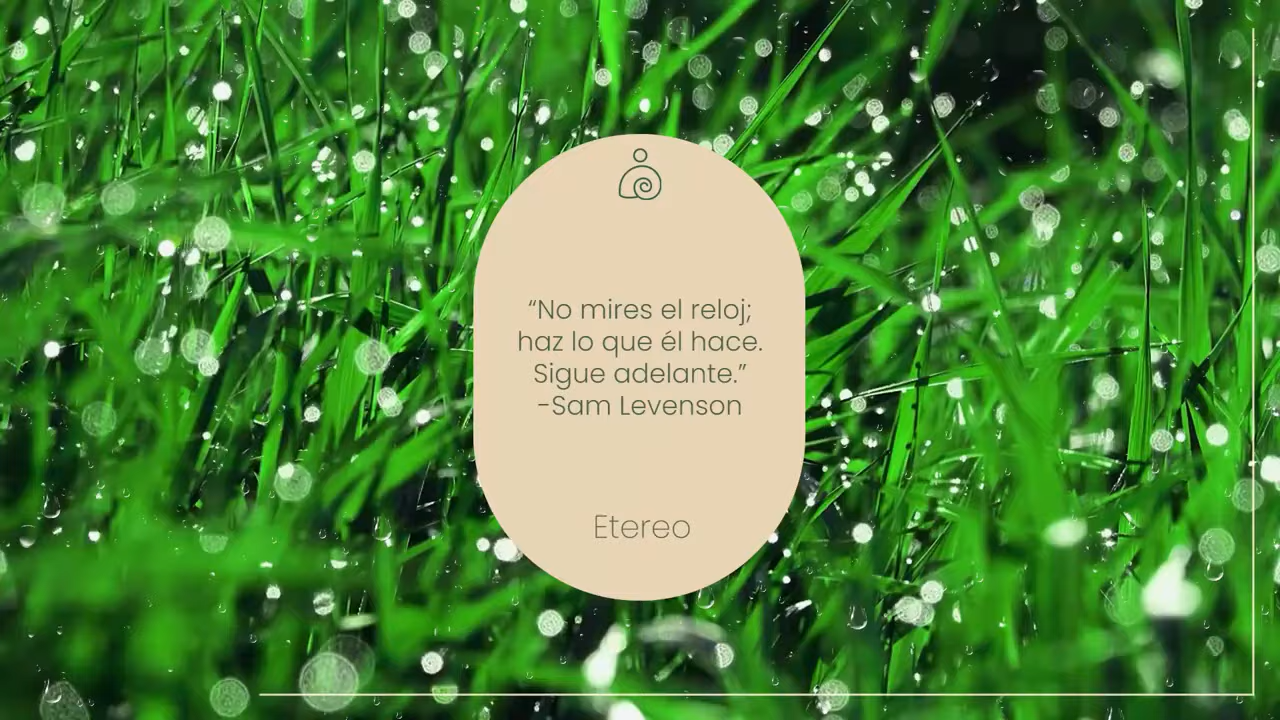 “No mires el reloj;
haz lo que él hace.
Sigue adelante.”
-Sam Levenson
Etereo